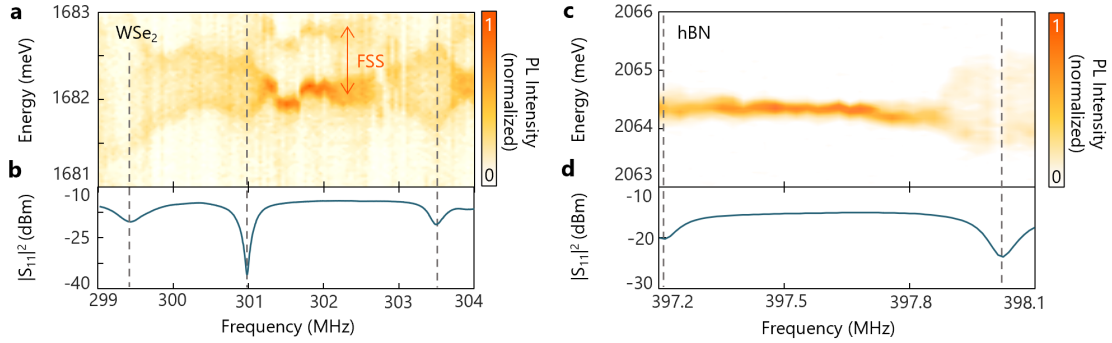 a
1683
1682
1681
Energy (meV)
WSe₂
FSS
1
0
PL Intensity
(normalized)
b
-10
-25
-40
|S₁₁|² (dBm)
299
300
301
302
303
304
Frequency (MHz)
c
2066
2065
2064
2063
Energy (meV)
hBN
1
0
PL Intensity
(normalized)
d
-10
-20
-30
|S₁₁|² (dBm)
397.2
397.5
397.8
398.1
Frequency (MHz)